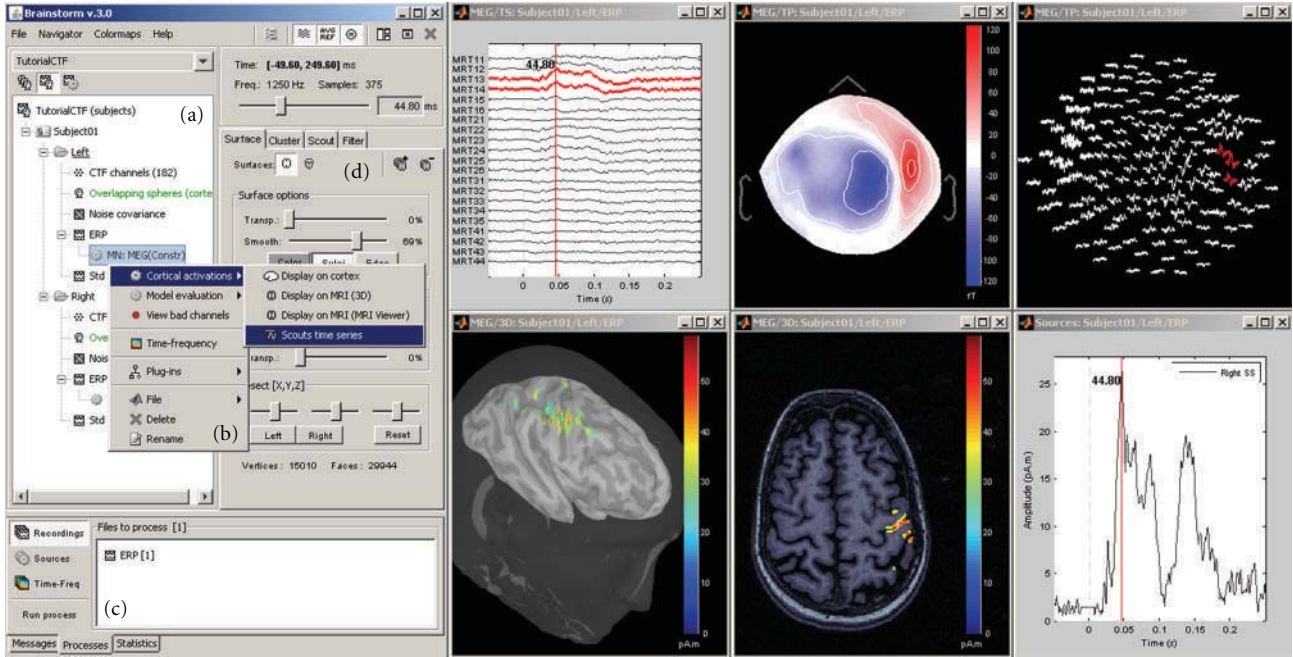 Brainstorm v.3.0
File Navigator Colormaps Help
AVG REF
TutorialCTF
(a)
TutorialCTF (subjects)
Subject01
Left
CTF channels (182)
Overlapping spheres (corte
Noise covariance
ERP
MN: MEG(Constr)
Std
Right
CTF
Ove
Nois
ERP
Std
Time: [-49.60, 249.60] ms
Freq.: 1250 Hz Samples: 375
44.80 ms
Surface Cluster Scout Filter
Surfaces:
(d)
Surface options
Transp.: 0%
Smooth: 69%
Color Sulci Edge
Cortical activations
Model evaluation
View bad channels
Time-frequency
Plug-ins
File
Delete
Rename
(b)
Display on cortex
Display on MRI (3D)
Display on MRI (MRI Viewer)
Scouts time series
Transp.: 0%
esect [X,Y,Z]
Left Right Reset
Vertices: 15010 Faces: 29944
Recordings
Sources
Time-Freq
Run process
(c)
Files to process [1]
ERP [1]
Messages Processes Statistics
MEG/TS: Subject01/Left/ERP
44.80
MRT11
MRT12
MRT13
MRT14
MRT15
MRT16
MRT21
MRT22
MRT23
MRT24
MRT25
MRT26
MRT31
MRT32
MRT33
MRT34
MRT35
MRT41
MRT42
MRT43
MRT44
0 0.05 0.1 0.15 0.2
Time (s)
MEG/TP: Subject01/Left/ERP
120
100
80
60
40
20
0
-20
-40
-60
-80
-100
-120
fT
MEG/TP: Subject01/Left/ERP
MEG/3D: Subject01/Left/ERP
50
40
30
20
10
0
pA.m
MEG/3D: Subject01/Left/ERP
50
40
30
20
10
0
pA.m
Sources: Subject01/Left/ERP
44.80
Right SS
Amplitude (pA.m)
25
20
15
10
5
0
0 0.05 0.1 0.15 0.2
Time (s)